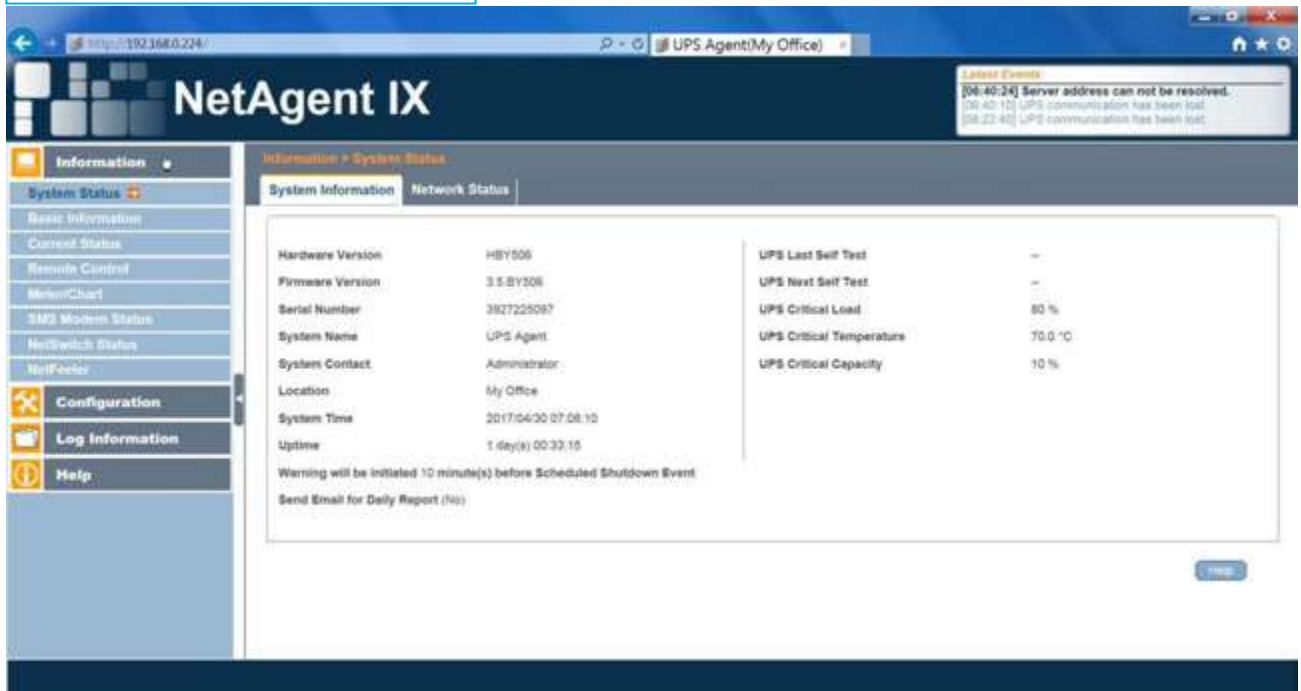 http://192.168.0.224/
UPS Agent(My Office)
NetAgent IX
Latest Events:
[06:40:24] Server address can not be resolved.
[06:40:10] UPS communication has been lost.
[06:22:40] UPS communication has been lost.
Information
System Status
Basic Information
Current Status
Remote Control
Meter/Chart
SMS Modem Status
NetSwitch Status
NetFeeler
Configuration
Log Information
Help
Information > System Status
System Information Network Status
Hardware Version HBY506 UPS Last Self Test --
Firmware Version 3.5.BY506 UPS Next Self Test --
Serial Number 3927225097 UPS Critical Load 80 %
System Name UPS Agent UPS Critical Temperature 70.0 °C
System Contact Administrator UPS Critical Capacity 10 %
Location My Office
System Time 2017/04/30 07:08:10
Uptime 1 day(s) 00:33:15
Warning will be initiated 10 minute(s) before Scheduled Shutdown Event
Send Email for Daily Report (No)
Help